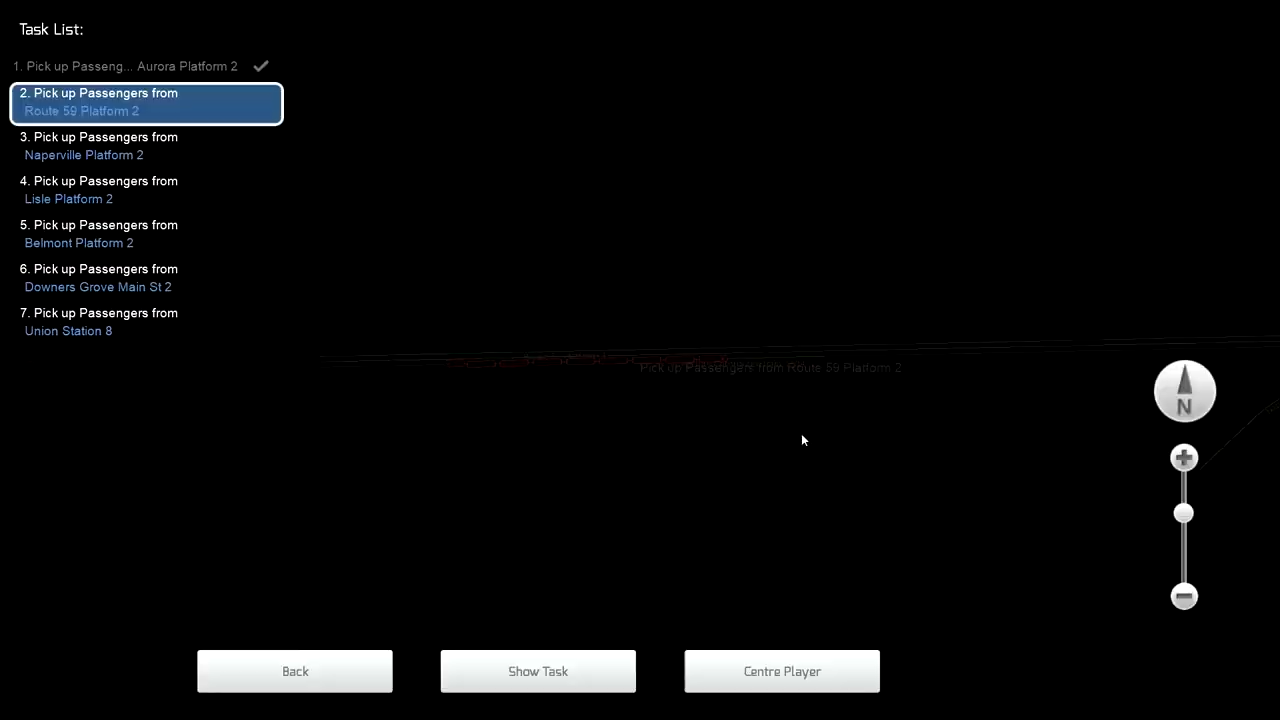 Task List:
1. Pick up Passeng... Aurora Platform 2
2. Pick up Passengers from
Route 59 Platform 2
3. Pick up Passengers from
Naperville Platform 2
4. Pick up Passengers from
Lisle Platform 2
5. Pick up Passengers from
Belmont Platform 2
6. Pick up Passengers from
Downers Grove Main St 2
7. Pick up Passengers from
Union Station 8
Pick up Passengers from Route 59 Platform 2
N
Back
Show Task
Centre Player